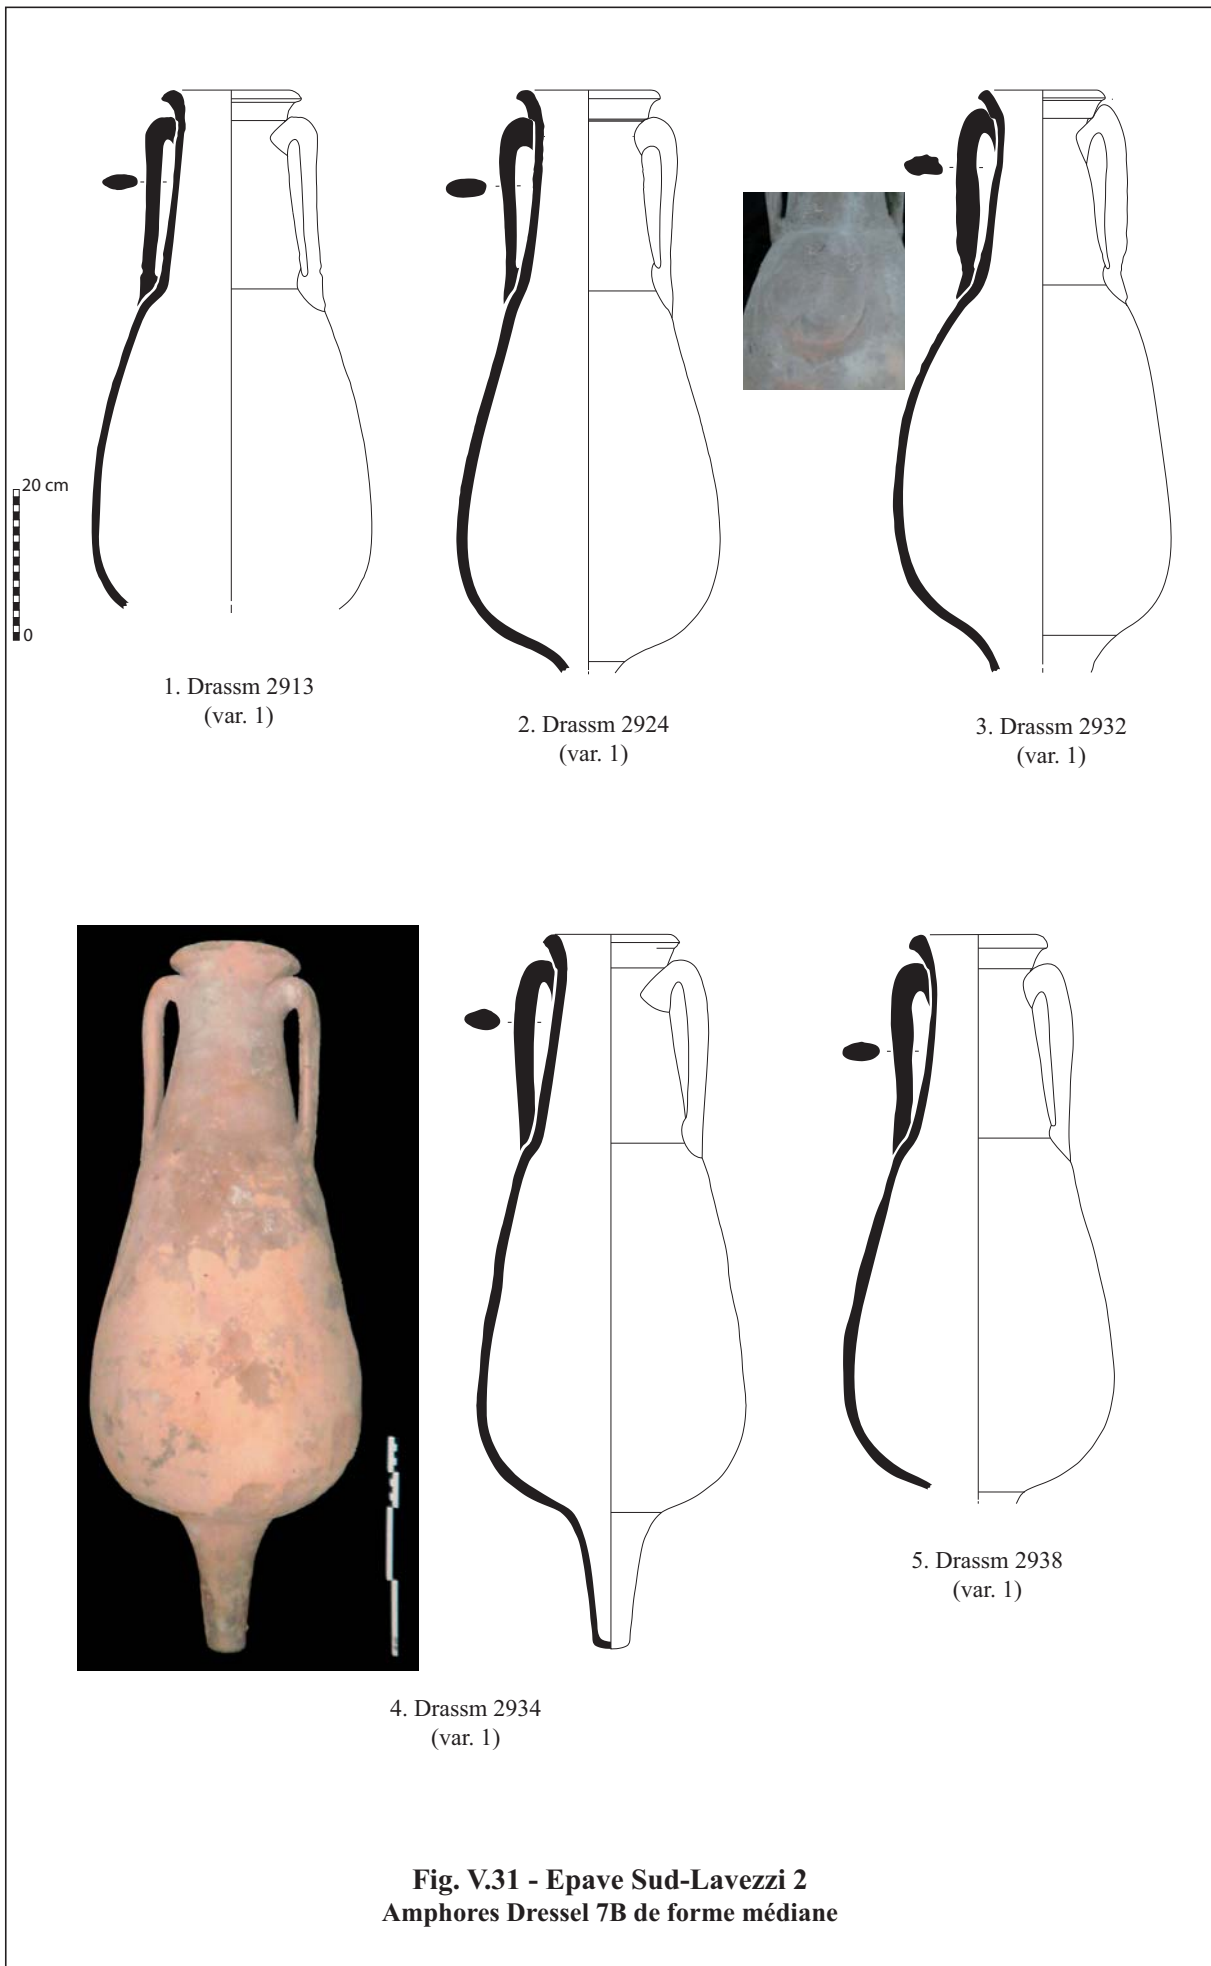 20 cm
0
1. Drassm 2913
(var. 1)
2. Drassm 2924
(var. 1)
3. Drassm 2932
(var. 1)
4. Drassm 2934
(var. 1)
5. Drassm 2938
(var. 1)
Fig. V.31 - Epave Sud-Lavezzi 2
Amphores Dressel 7B de forme médiane